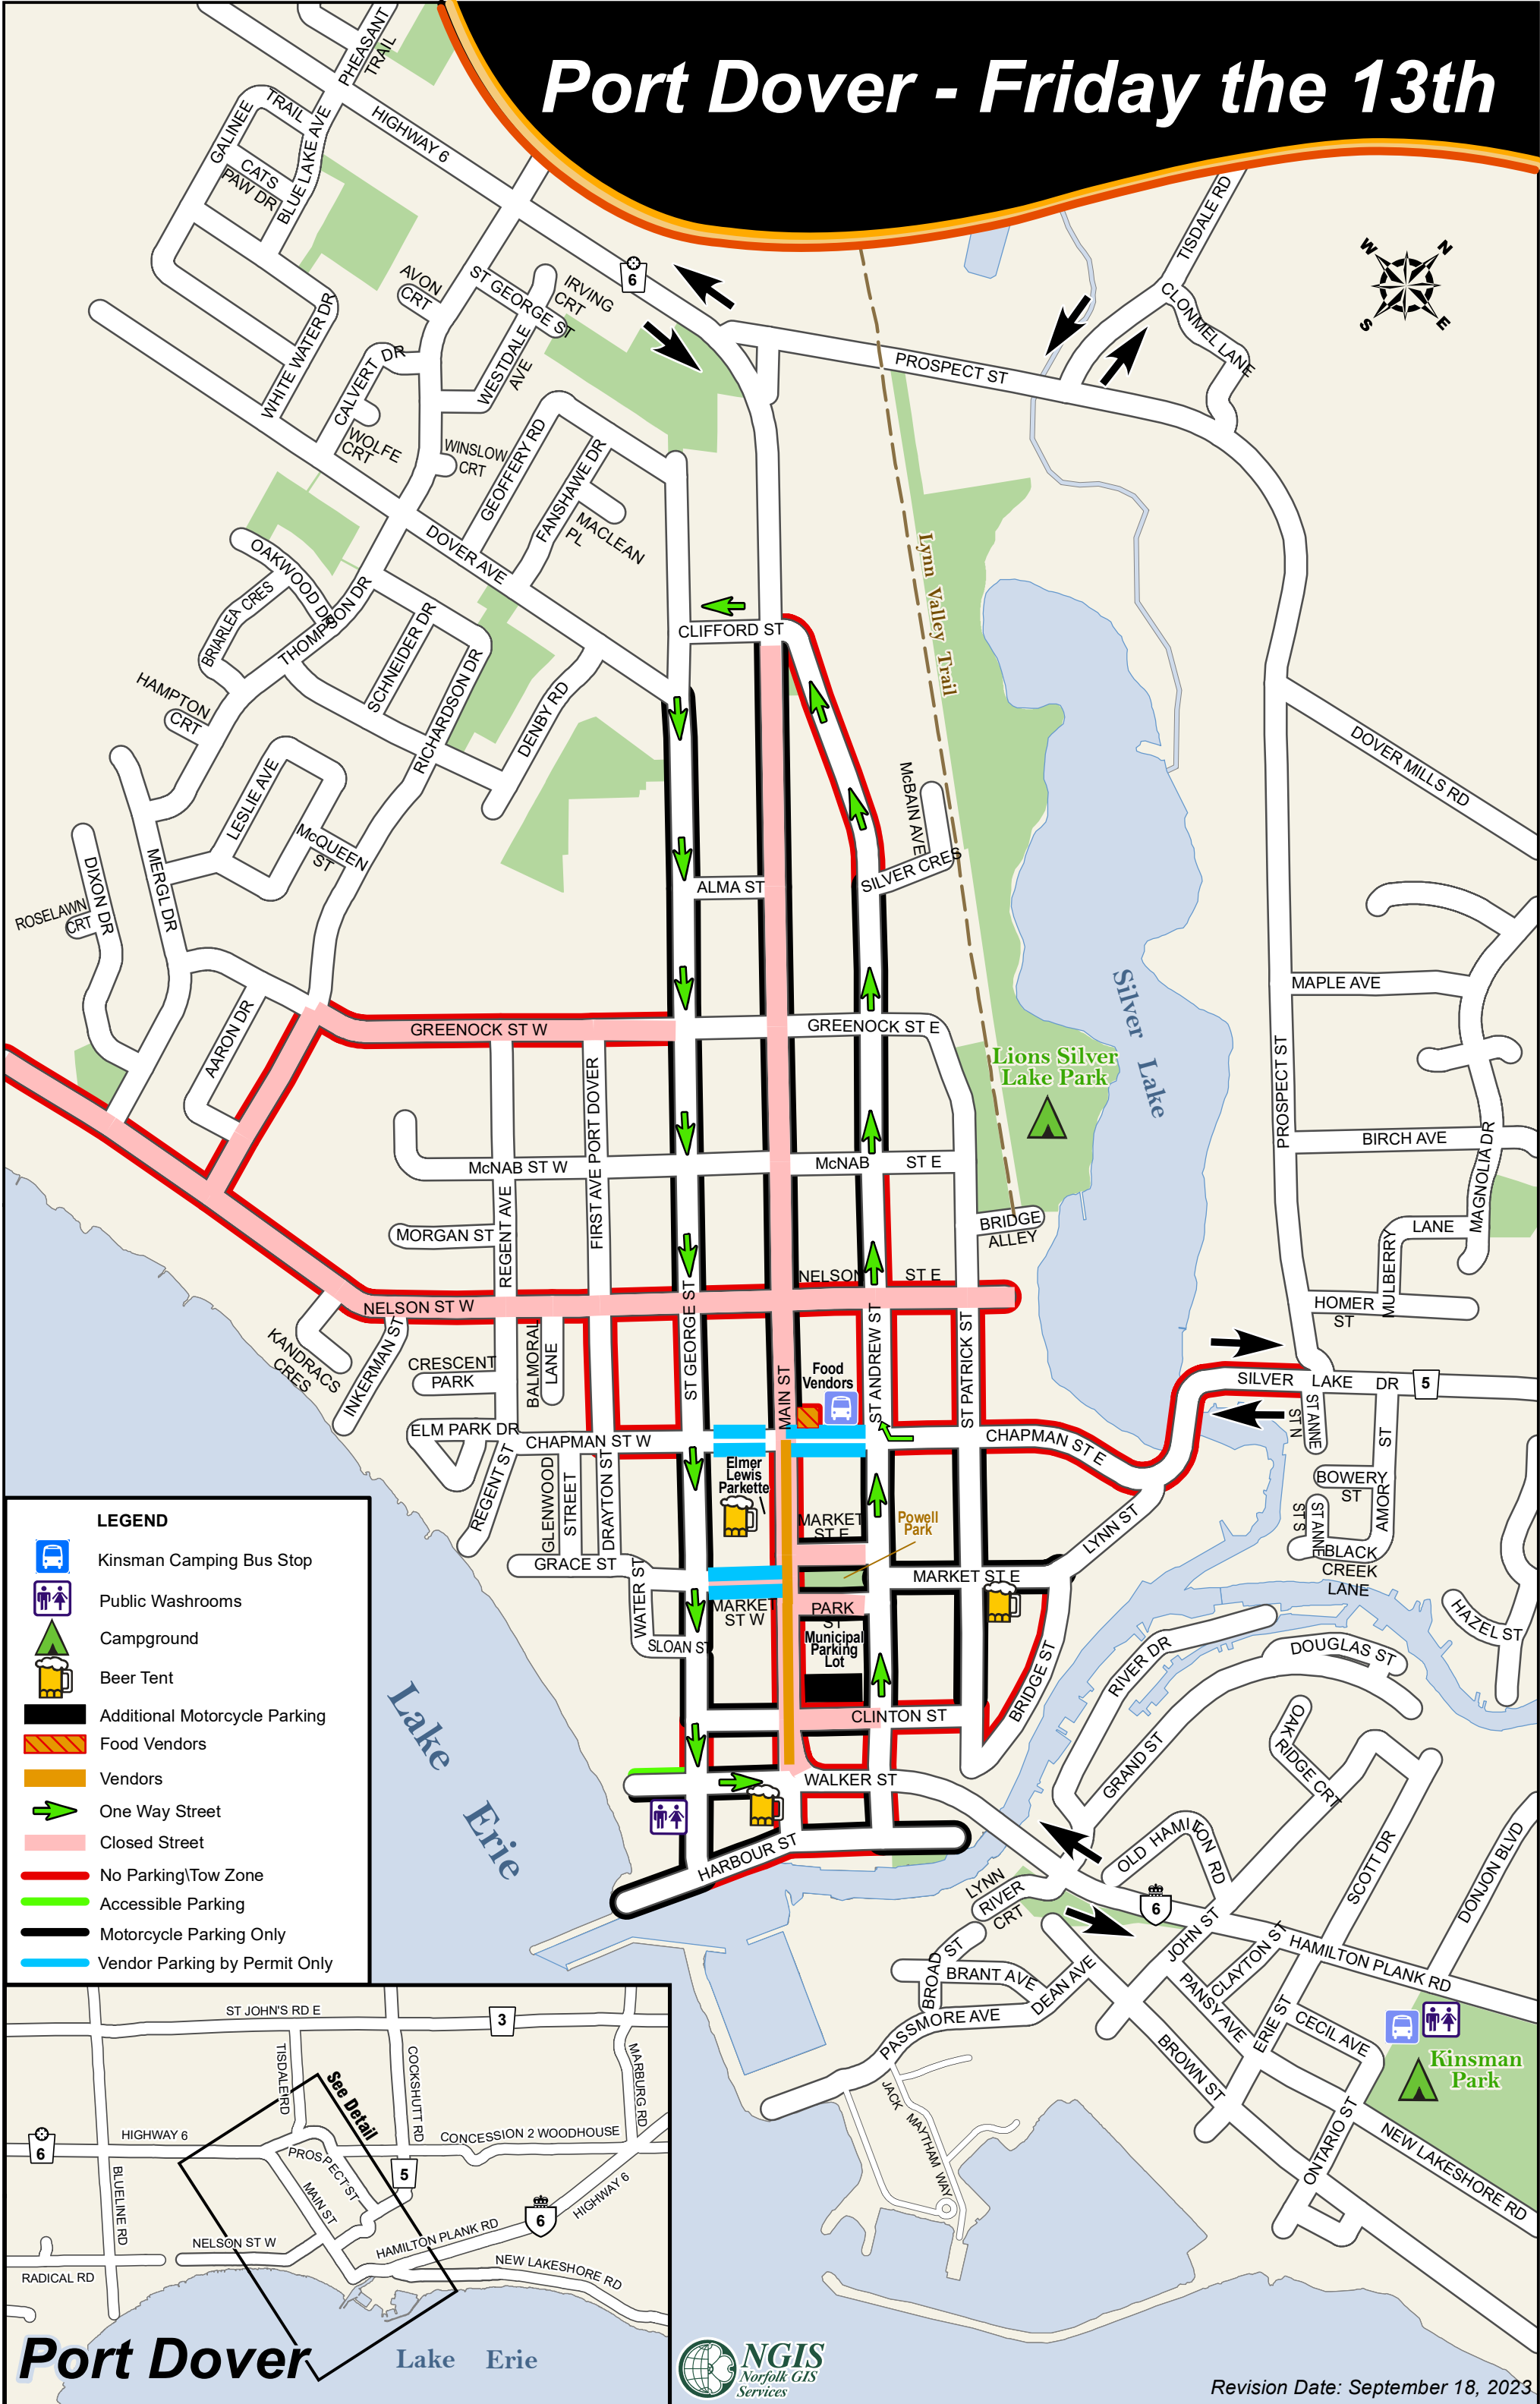 Port Dover - Friday the 13th
PHEASANT
TRAIL
HIGHWAY 6
GALINEE
TRAIL
CATS
PAW DR
BLUE LAKE AVE
TISDALE RD
W
N
S
E
AVON
CRT
ST GEORGE ST
IRVING
CRT
6
CLONMEL LANE
WHITE WATER DR
CALVERT DR
WESTDALE
AVE
PROSPECT ST
WOLFE
CRT
WINSLOW
CRT
GEOFFERY RD
FANSHAWE DR
MACLEAN
PL
DOVER AVE
OAKWOOD DR
BRIARLEA CRES
THOMPSON DR
SCHNEIDER DR
RICHARDSON DR
Lynn Valley Trail
CLIFFORD ST
HAMPTON
CRT
DENBY RD
DOVER MILLS RD
LESLIE AVE
McQUEEN
ST
McBAIN AVE
SILVER CRES
MERGL DR
DIXON DR
ROSELAWN
CRT
ALMA ST
Silver Lake
MAPLE AVE
AARON DR
GREENOCK ST W
GREENOCK ST E
Lions Silver
Lake Park
PROSPECT ST
FIRST AVE PORT DOVER
BIRCH AVE
MAGNOLIA DR
McNAB ST W
McNAB ST E
REGENT AVE
MORGAN ST
BRIDGE
ALLEY
LANE
MULBERRY
NELSON ST E
NELSON ST W
HOMER
ST
ST GEORGE ST
MAIN ST
ST ANDREW ST
ST PATRICK ST
KANDRACS
CRES
INKERMAN ST
BALMORAL
LANE
CRESCENT
PARK
Food
Vendors
SILVER LAKE DR
5
ST ANNE
ST N
ELM PARK DR
CHAPMAN ST W
CHAPMAN ST E
REGENT ST
GLENWOOD
STREET
DRAYTON ST
Elmer
Lewis
Parkette
BOWERY
ST
AMORY ST
MARKET
ST E
Powell
Park
LYNN ST
ST ANNE
ST S
BLACK
CREEK
LANE
GRACE ST
WATER ST
MARKET ST E
MARKE
ST W
PARK
ST
HAZEL ST
SLOAN ST
Municipal
Parking
Lot
BRIDGE ST
RIVER DR
DOUGLAS ST
CLINTON ST
OAK
RIDGE CRT
GRAND ST
WALKER ST
HARBOUR ST
OLD HAMILTON RD
SCOTT DR
DONJON BLVD
LYNN
RIVER
CRT
6
JOHN ST
HAMILTON PLANK RD
BROAD ST
BRANT AVE
DEAN AVE
CLAYTON ST
PANSY AVE
PASSMORE AVE
ERIE ST
CECIL AVE
Kinsman
Park
BROWN ST
JACK MAYTHAM WAY
ONTARIO ST
NEW LAKESHORE RD
Lake Erie
LEGEND
Kinsman Camping Bus Stop
Public Washrooms
Campground
Beer Tent
Additional Motorcycle Parking
Food Vendors
Vendors
One Way Street
Closed Street
No Parking\Tow Zone
Accessible Parking
Motorcycle Parking Only
Vendor Parking by Permit Only
ST JOHN'S RD E
3
TISDALE RD
COCKSHUTT RD
MARBURG RD
See Detail
6
HIGHWAY 6
CONCESSION 2 WOODHOUSE
PROSPECT ST
5
BLUELINE RD
MAIN ST
HIGHWAY 6
6
NELSON ST W
HAMILTON PLANK RD
RADICAL RD
NEW LAKESHORE RD
Port Dover
Lake Erie
NGIS
Norfolk GIS
Services
Revision Date: September 18, 2023